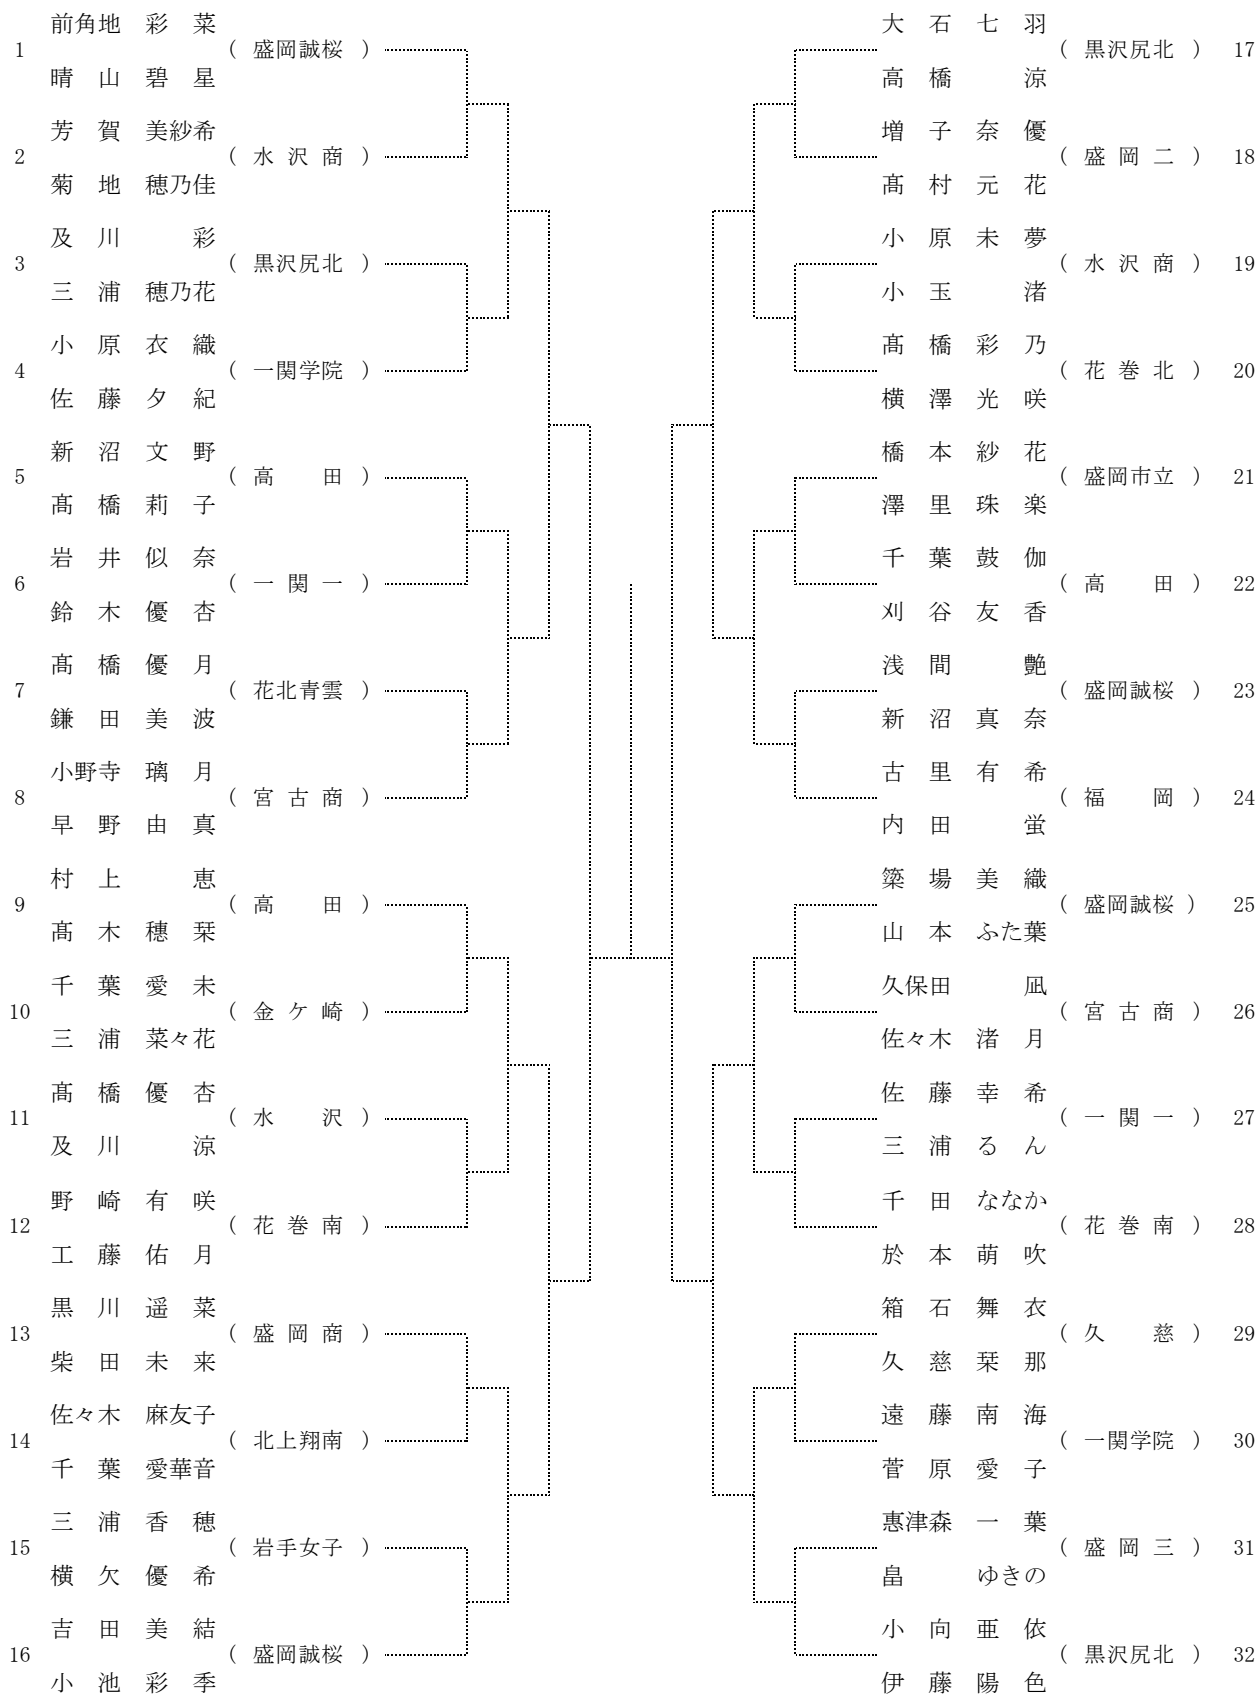 前角地 彩 菜
1 （ 盛岡誠桜 ）
晴 山 碧 星
芳 賀 美紗希
2 （ 水 沢 商 ）
菊 地 穂乃佳
及 川 彩
3 （ 黒沢尻北 ）
三 浦 穂乃花
小 原 衣 織
4 （ 一関学院 ）
佐 藤 夕 紀
新 沼 文 野
5 （ 高 田 ）
髙 橋 莉 子
岩 井 似 奈
6 （ 一 関 一 ）
鈴 木 優 杏
髙 橋 優 月
7 （ 花北青雲 ）
鎌 田 美 波
小野寺 璃 月
8 （ 宮 古 商 ）
早 野 由 真
村 上 恵
9 （ 高 田 ）
髙 木 穂 栞
千 葉 愛 未
10 （ 金 ケ 崎 ）
三 浦 菜々花
髙 橋 優 杏
11 （ 水 沢 ）
及 川 涼
野 崎 有 咲
12 （ 花 巻 南 ）
工 藤 佑 月
黒 川 遥 菜
13 （ 盛 岡 商 ）
柴 田 未 来
佐々木 麻友子
14 （ 北上翔南 ）
千 葉 愛華音
三 浦 香 穂
15 （ 岩手女子 ）
横 欠 優 希
吉 田 美 結
16 （ 盛岡誠桜 ）
小 池 彩 季
大 石 七 羽
（ 黒沢尻北 ） 17
高 橋 涼
増 子 奈 優
（ 盛 岡 二 ） 18
髙 村 元 花
小 原 未 夢
（ 水 沢 商 ） 19
小 玉 渚
髙 橋 彩 乃
（ 花 巻 北 ） 20
横 澤 光 咲
橋 本 紗 花
（ 盛岡市立 ） 21
澤 里 珠 楽
千 葉 鼓 伽
（ 高 田 ） 22
刈 谷 友 香
浅 間 艶
（ 盛岡誠桜 ） 23
新 沼 真 奈
古 里 有 希
（ 福 岡 ） 24
内 田 蛍
簗 場 美 織
（ 盛岡誠桜 ） 25
山 本 ふた葉
久保田 凪
（ 宮 古 商 ） 26
佐々木 渚 月
佐 藤 幸 希
（ 一 関 一 ） 27
三 浦 る ん
千 田 ななか
（ 花 巻 南 ） 28
於 本 萌 吹
箱 石 舞 衣
（ 久 慈 ） 29
久 慈 栞 那
遠 藤 南 海
（ 一関学院 ） 30
菅 原 愛 子
惠津森 一 葉
（ 盛 岡 三 ） 31
畠 ゆきの
小 向 亜 依
（ 黒沢尻北 ） 32
伊 藤 陽 色